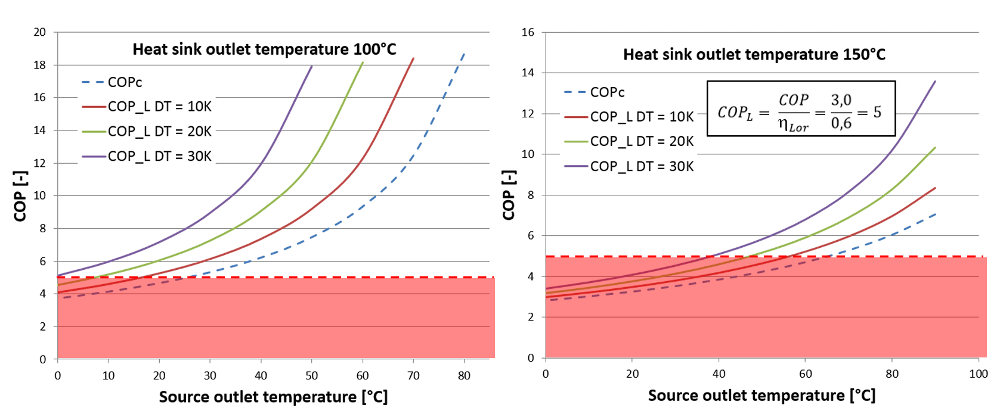 Heat sink outlet temperature 100°C
COPc
COP_L DT = 10K
COP_L DT = 20K
COP_L DT = 30K
COP [-]
20
18
16
14
12
10
8
6
4
2
0
0 10 20 30 40 50 60 70 80
Source outlet temperature [°C]
Heat sink outlet temperature 150°C
COPc
COP_L DT = 10K
COP_L DT = 20K
COP_L DT = 30K
COP_L = COP/η_Lor = 3,0/0,6 = 5
COP [-]
16
14
12
10
8
6
4
2
0
0 20 40 60 80 100
Source outlet temperature [°C]